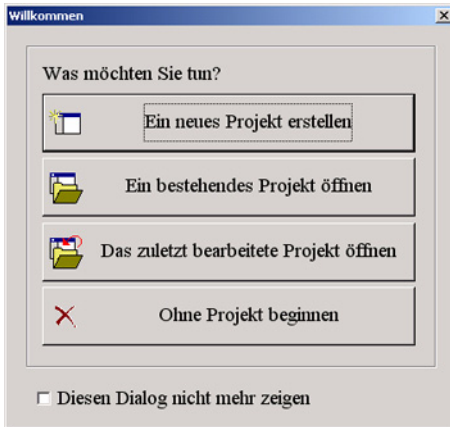 Willkommen
Was möchten Sie tun?
Ein neues Projekt erstellen
Ein bestehendes Projekt öffnen
Das zuletzt bearbeitete Projekt öffnen
Ohne Projekt beginnen
Diesen Dialog nicht mehr zeigen